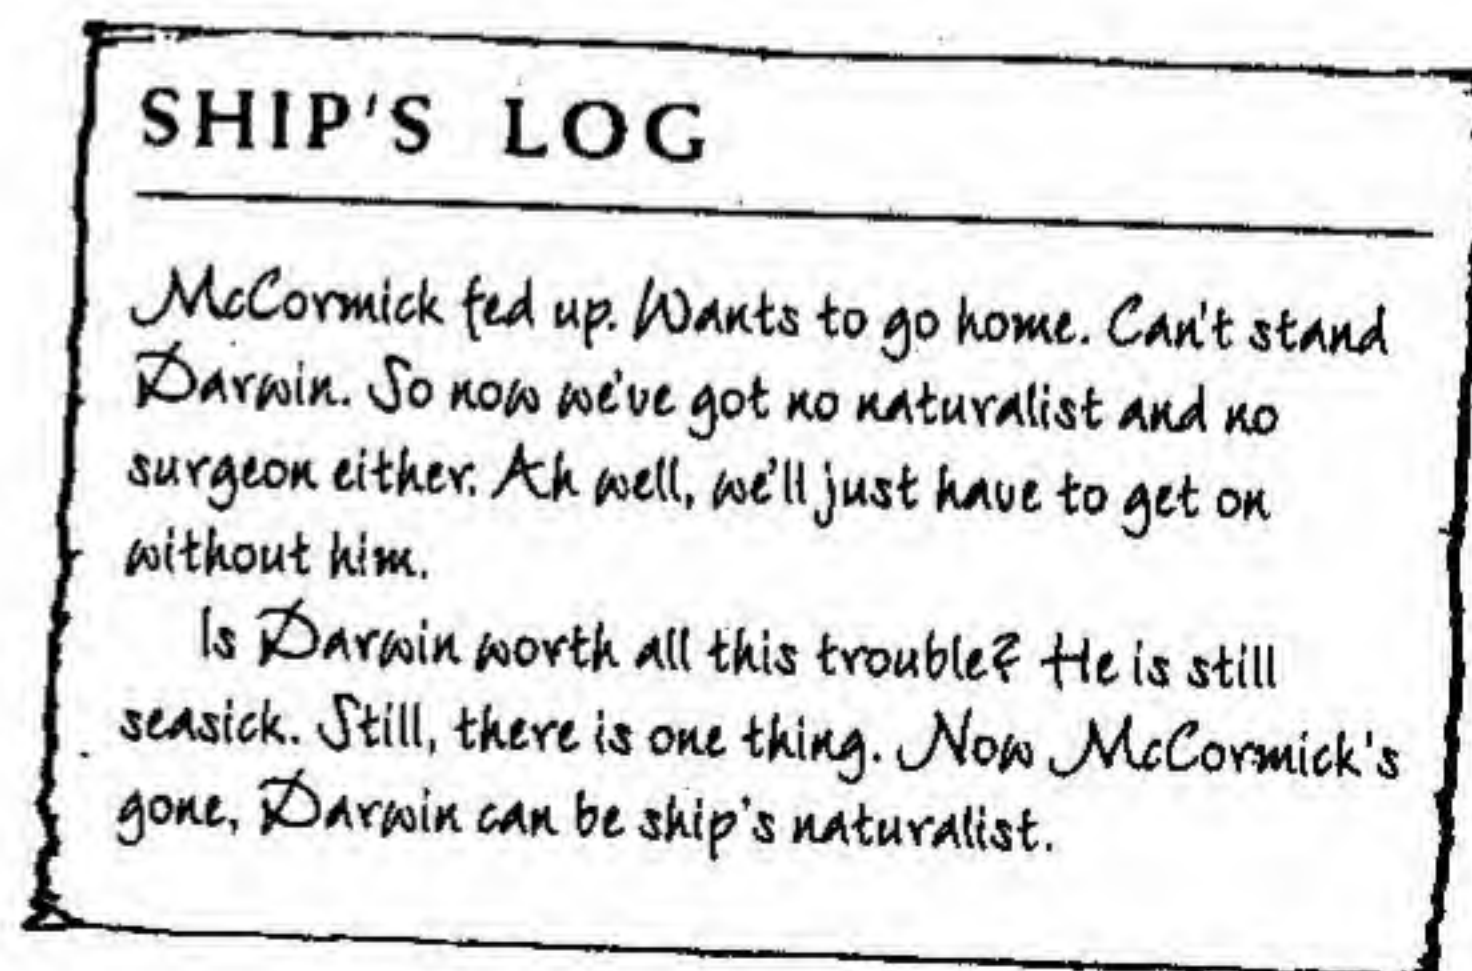 SHIP'S LOG
McCormick fed up. Wants to go home. Can't stand
Darwin. So now we've got no naturalist and no
surgeon either. Ah well, we'll just have to get on
without him.
Is Darwin worth all this trouble? He is still
seasick. Still, there is one thing. Now McCormick's
gone, Darwin can be ship's naturalist.